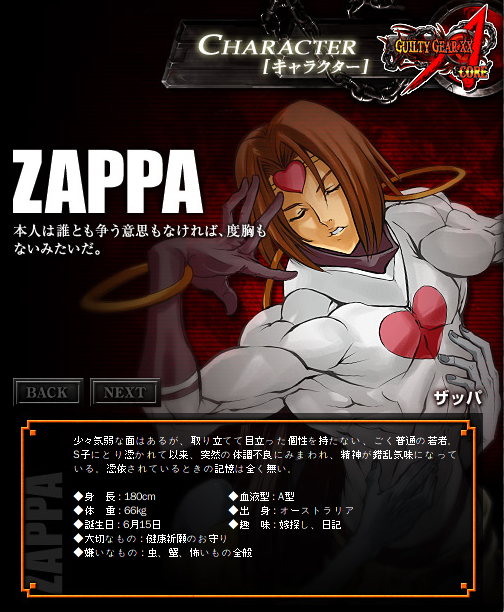 CHARACTER
[キャラクター]
GUILTY GEAR XX
CORE
ZAPPA
本人は誰とも争う意思もなければ、度胸も
ないみたいだ。
BACK
NEXT
ザッパ
少々気弱な面はあるが、取り立てて目立った個性を持たない、ごく普通の若者。
S子にとり憑かれて以来、突然の体調不良にみまわれ、精神が錯乱気味になって
いる。憑依されているときの記憶は全く無い。
◆身　長：180cm
◆血液型：A型
◆体　重：66kg
◆出　身：オーストラリア
◆誕生日：6月15日
◆趣　味：嫁探し、日記
◆大切なもの：健康祈願のお守り
◆嫌いなもの：虫、蟹、怖いもの全般
ZAPPA